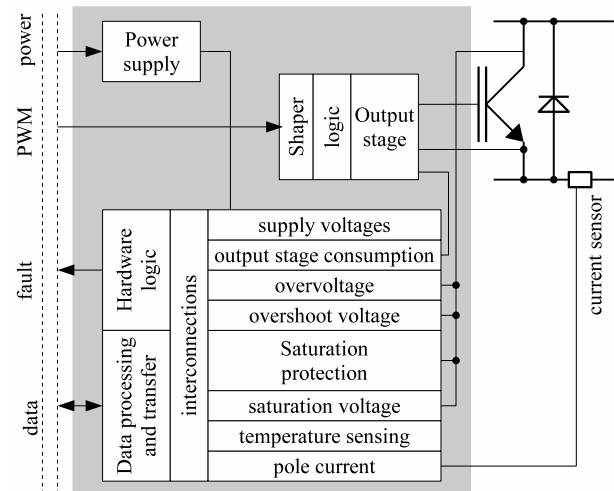 power
Power
supply
PWM
Shaper
logic
Output
stage
fault
Hardware
logic
interconnections
supply voltages
output stage consumption
overvoltage
overshoot voltage
Saturation
protection
saturation voltage
temperature sensing
pole current
data
Data processing
and transfer
current sensor